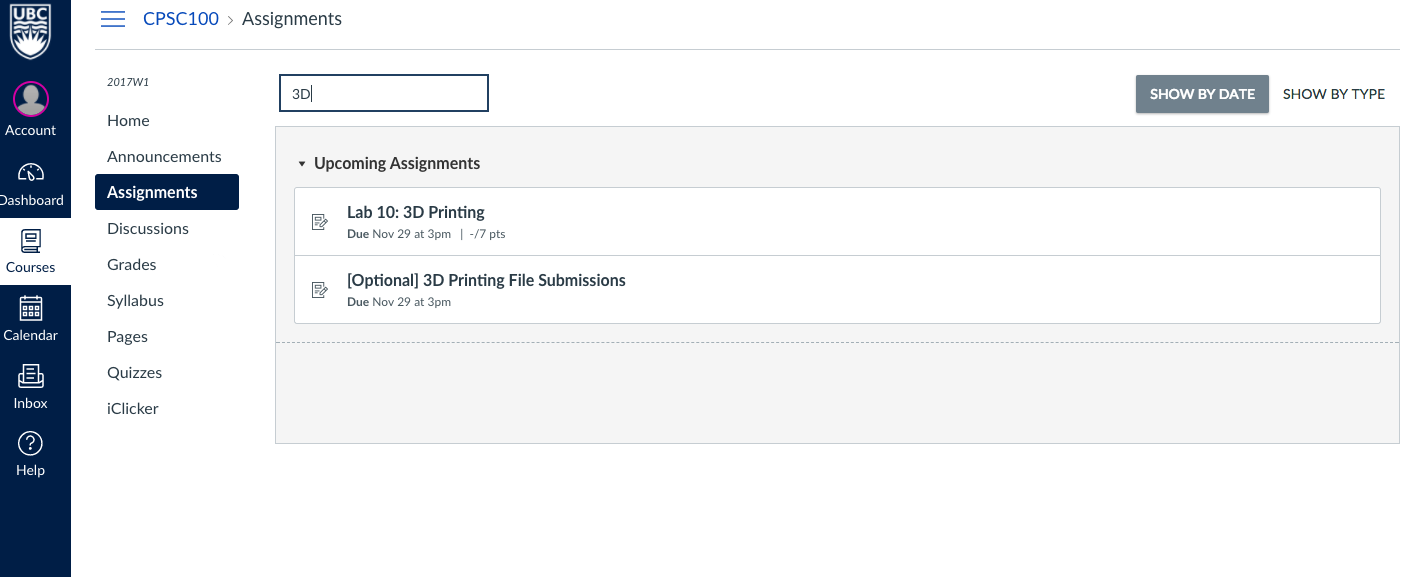 UBC
Account
Dashboard
Courses
Calendar
Inbox
Help
CPSC100 > Assignments
2017W1
Home
Announcements
Assignments
Discussions
Grades
Syllabus
Pages
Quizzes
iClicker
3D
SHOW BY DATE SHOW BY TYPE
Upcoming Assignments
Lab 10: 3D Printing
Due Nov 29 at 3pm | -/7 pts
[Optional] 3D Printing File Submissions
Due Nov 29 at 3pm